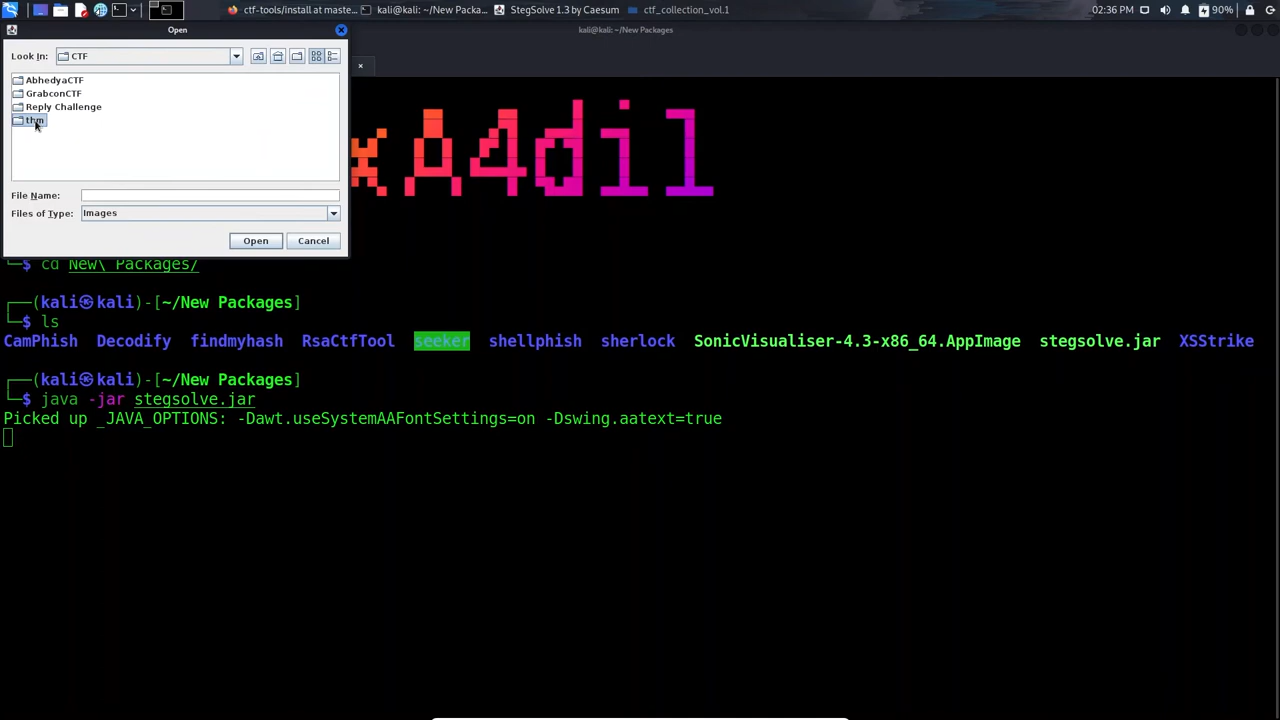 ctf-tools/install at maste...
kali@kali: ~/New Packa...
StegSolve 1.3 by Caesum
ctf_collection_vol.1
02:36 PM
90%
Open
kali@kali: ~/New Packages
Look In:
CTF
AbhedyaCTF
GrabconCTF
Reply Challenge
thm
File Name:
Files of Type:
Images
Open
Cancel
xA4dil
└─$ cd New\ Packages/
┌──(kali㉿kali)-[~/New Packages]
└─$ ls
CamPhish Decodify findmyhash RsaCtfTool seeker shellphish sherlock SonicVisualiser-4.3-x86_64.AppImage stegsolve.jar XSStrike
┌──(kali㉿kali)-[~/New Packages]
└─$ java -jar stegsolve.jar
Picked up _JAVA_OPTIONS: -Dawt.useSystemAAFontSettings=on -Dswing.aatext=true